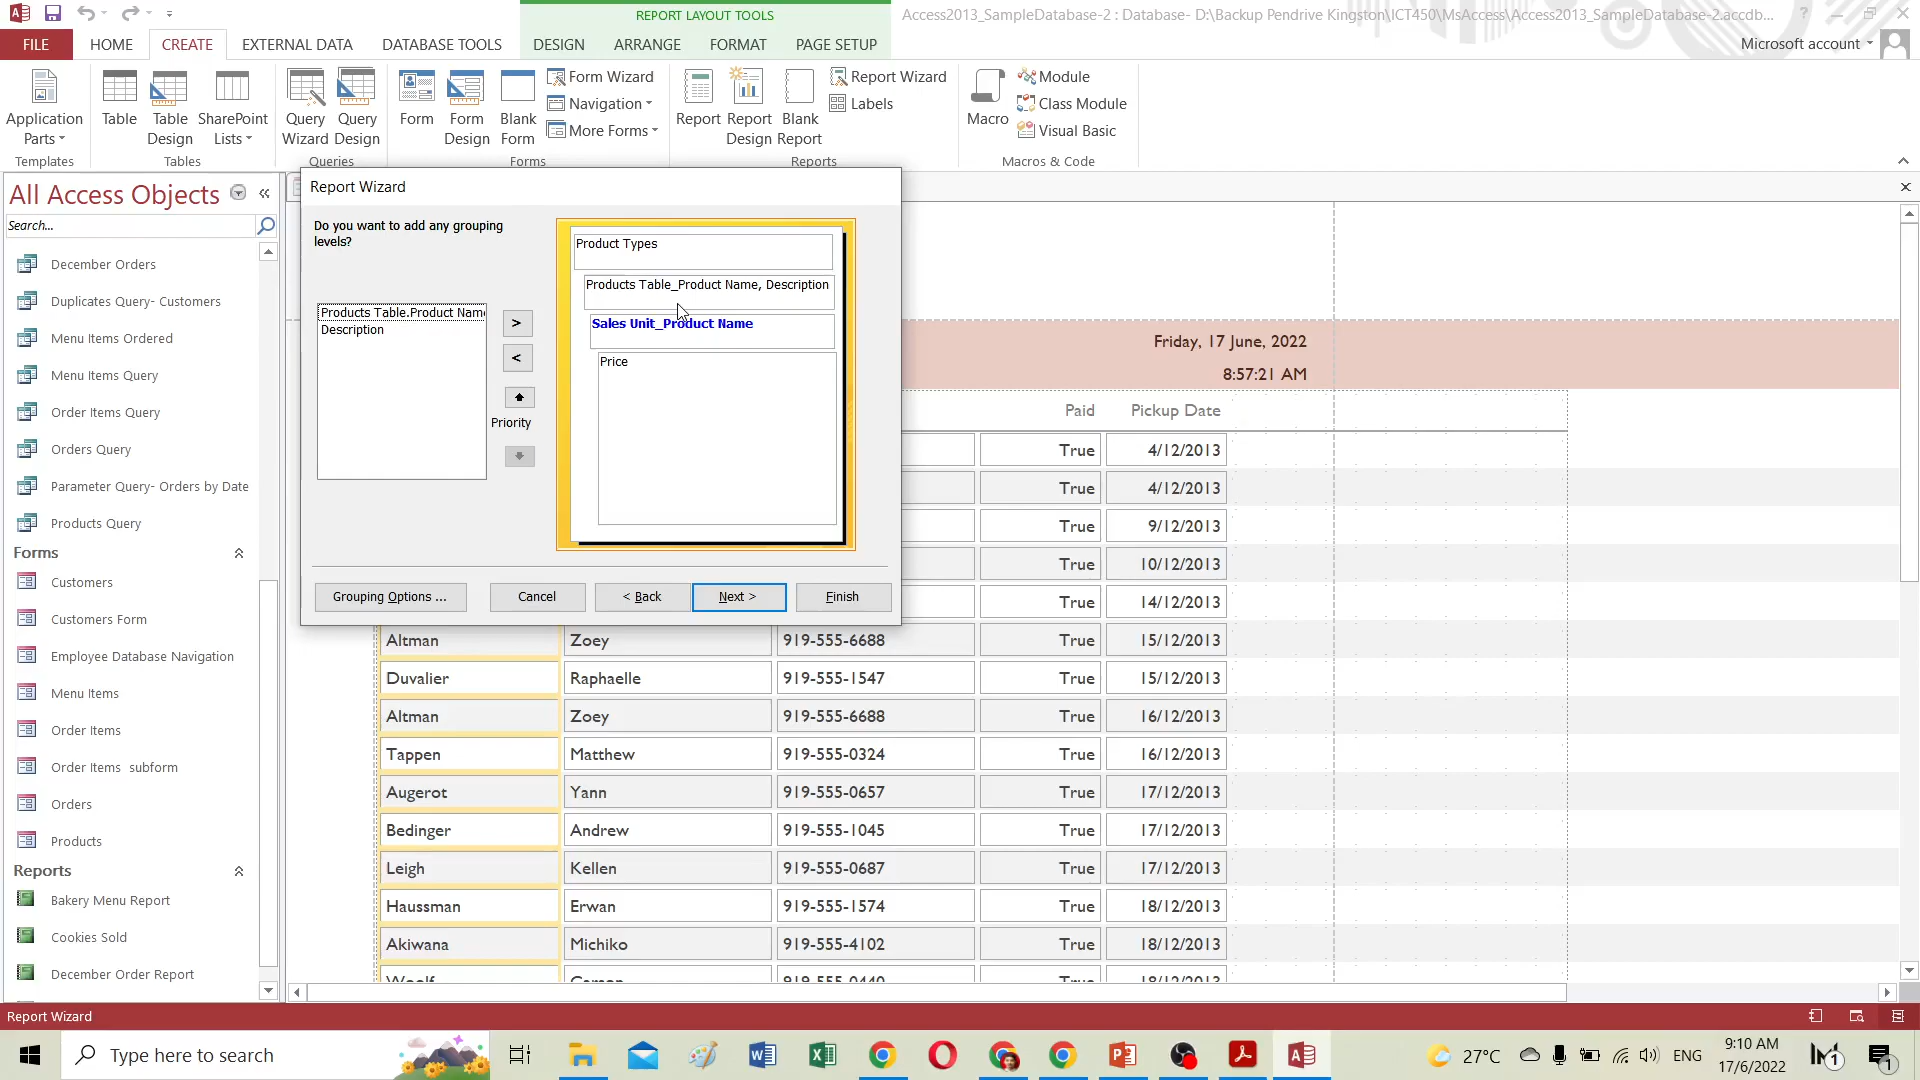 REPORT LAYOUT TOOLS
Access2013_SampleDatabase-2 : Database- D:\Backup Pendrive Kingston\ICT450\MsAccess\Access2013_SampleDatabase-2.accdb...
FILE HOME CREATE EXTERNAL DATA DATABASE TOOLS DESIGN ARRANGE FORMAT PAGE SETUP
Microsoft account
Application Parts
Table
Table Design
SharePoint Lists
Query Wizard
Query Design
Form
Form Design
Blank Form
Form Wizard
Navigation
More Forms
Report
Report Design
Blank Report
Report Wizard
Labels
Macro
Module
Class Module
Visual Basic
Templates
Tables
Queries
Forms
Reports
Macros & Code
All Access Objects
Search...
December Orders
Duplicates Query- Customers
Menu Items Ordered
Menu Items Query
Order Items Query
Orders Query
Parameter Query- Orders by Date
Products Query
Forms
Customers
Customers Form
Employee Database Navigation
Menu Items
Order Items
Order Items subform
Orders
Products
Reports
Bakery Menu Report
Cookies Sold
December Order Report
Report Wizard
Do you want to add any grouping
levels?
Products Table.Product Name
Description
>
<
Priority
Product Types
Products Table_Product Name, Description
Sales Unit_Product Name
Price
Grouping Options ...
Cancel
< Back
Next >
Finish
Friday, 17 June, 2022
8:57:21 AM
Paid Pickup Date
True 4/12/2013
True 4/12/2013
True 9/12/2013
True 10/12/2013
True 14/12/2013
Altman Zoey 919-555-6688 True 15/12/2013
Duvalier Raphaelle 919-555-1547 True 15/12/2013
Altman Zoey 919-555-6688 True 16/12/2013
Tappen Matthew 919-555-0324 True 16/12/2013
Augerot Yann 919-555-0657 True 17/12/2013
Bedinger Andrew 919-555-1045 True 17/12/2013
Leigh Kellen 919-555-0687 True 17/12/2013
Haussman Erwan 919-555-1574 True 18/12/2013
Akiwana Michiko 919-555-4102 True 18/12/2013
Report Wizard
Type here to search
27°C
ENG
9:10 AM
17/6/2022
1
1